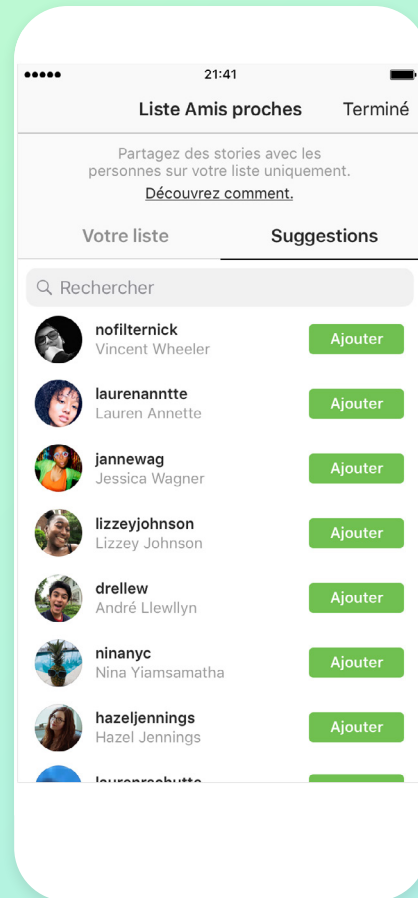 21:41
Liste Amis proches
Terminé
Partagez des stories avec les
personnes sur votre liste uniquement.
Découvrez comment.
Votre liste
Suggestions
Rechercher
nofilternick
Vincent Wheeler
Ajouter
laurenanntte
Lauren Annette
Ajouter
jannewag
Jessica Wagner
Ajouter
lizzeyjohnson
Lizzey Johnson
Ajouter
drellew
André Llewllyn
Ajouter
ninanyc
Nina Yiamsamatha
Ajouter
hazeljennings
Hazel Jennings
Ajouter